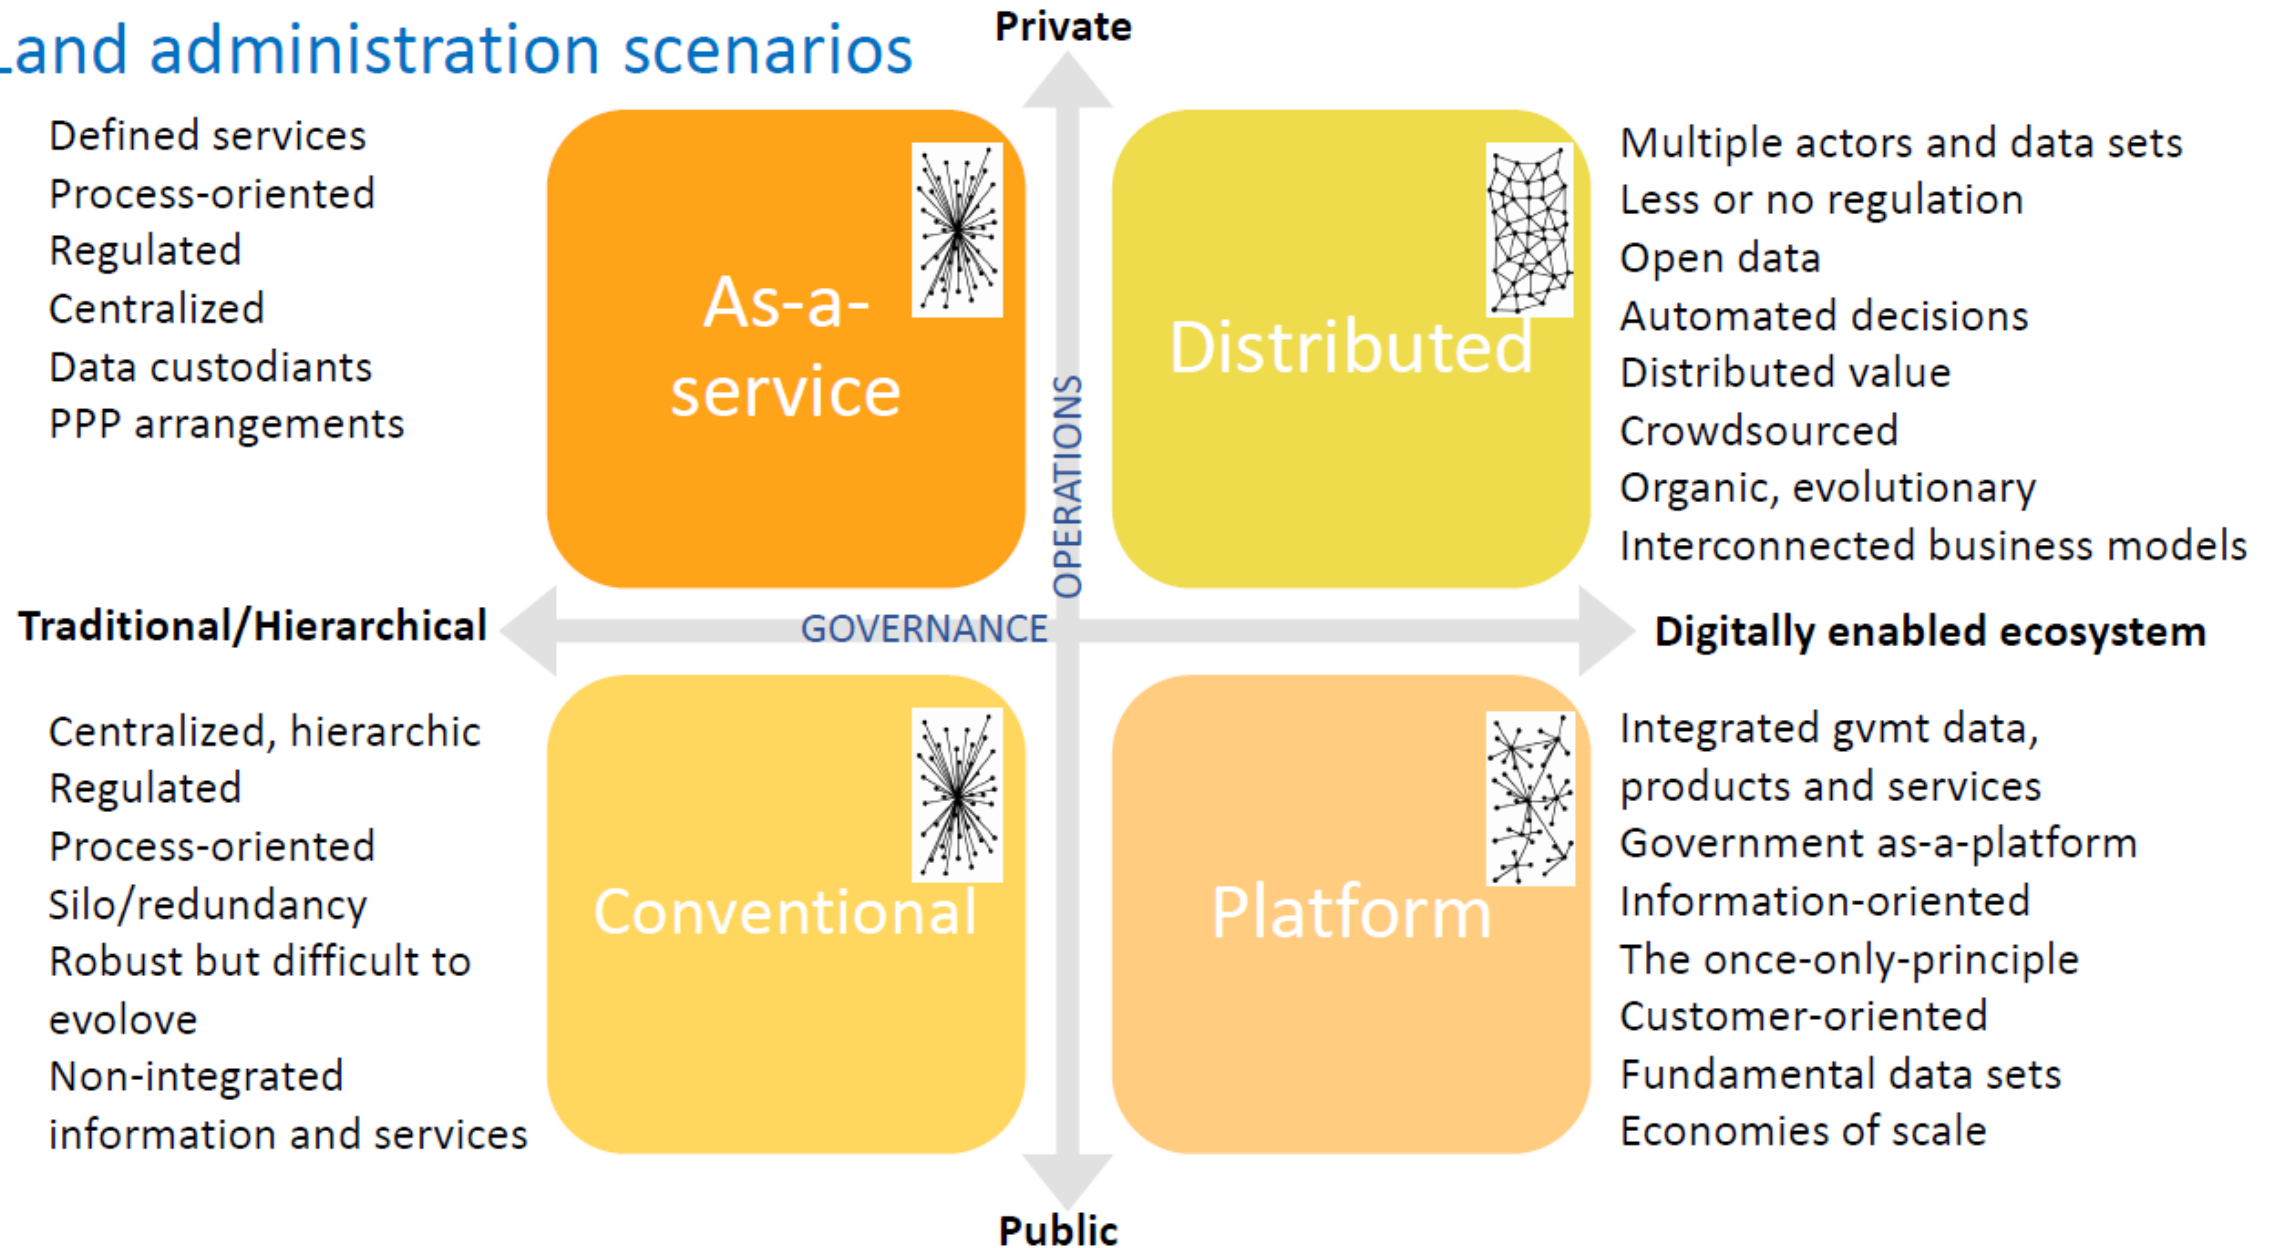 Land administration scenarios
Private
Defined services
Process-oriented
Regulated
Centralized
Data custodiants
PPP arrangements
As-a-
service
Distributed
Multiple actors and data sets
Less or no regulation
Open data
Automated decisions
Distributed value
Crowdsourced
Organic, evolutionary
Interconnected business models
OPERATIONS
Traditional/Hierarchical
GOVERNANCE
Digitally enabled ecosystem
Centralized, hierarchic
Regulated
Process-oriented
Silo/redundancy
Robust but difficult to
evolove
Non-integrated
information and services
Conventional
Platform
Integrated gvmt data,
products and services
Government as-a-platform
Information-oriented
The once-only-principle
Customer-oriented
Fundamental data sets
Economies of scale
Public